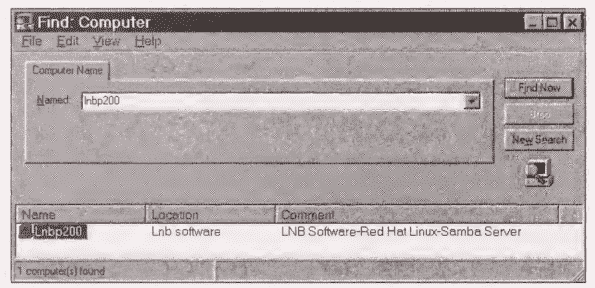 Find: Computer
File Edit View Help
Computer Name
Named: lnbp200
Find Now
Stop
New Search
Name Location Comment
Lnbp200 Lnb software LNB Software-Red Hat Linux-Samba Server
1 computer(s) found